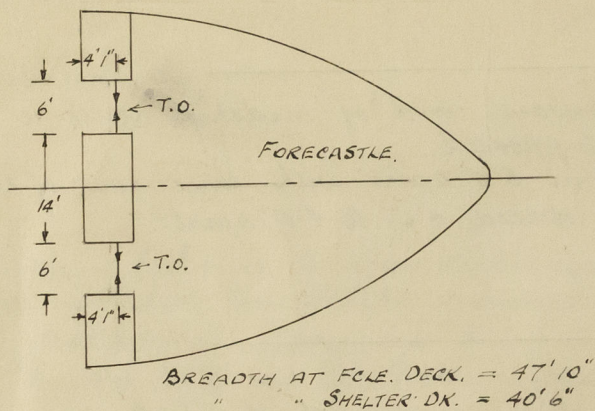 4'1"
6'
T.O.
FORECASTLE.
14'
6'
T.O.
4'1"
BREADTH AT FCLE. DECK. = 47' 10"
" " SHELTER DK. = 40' 6"